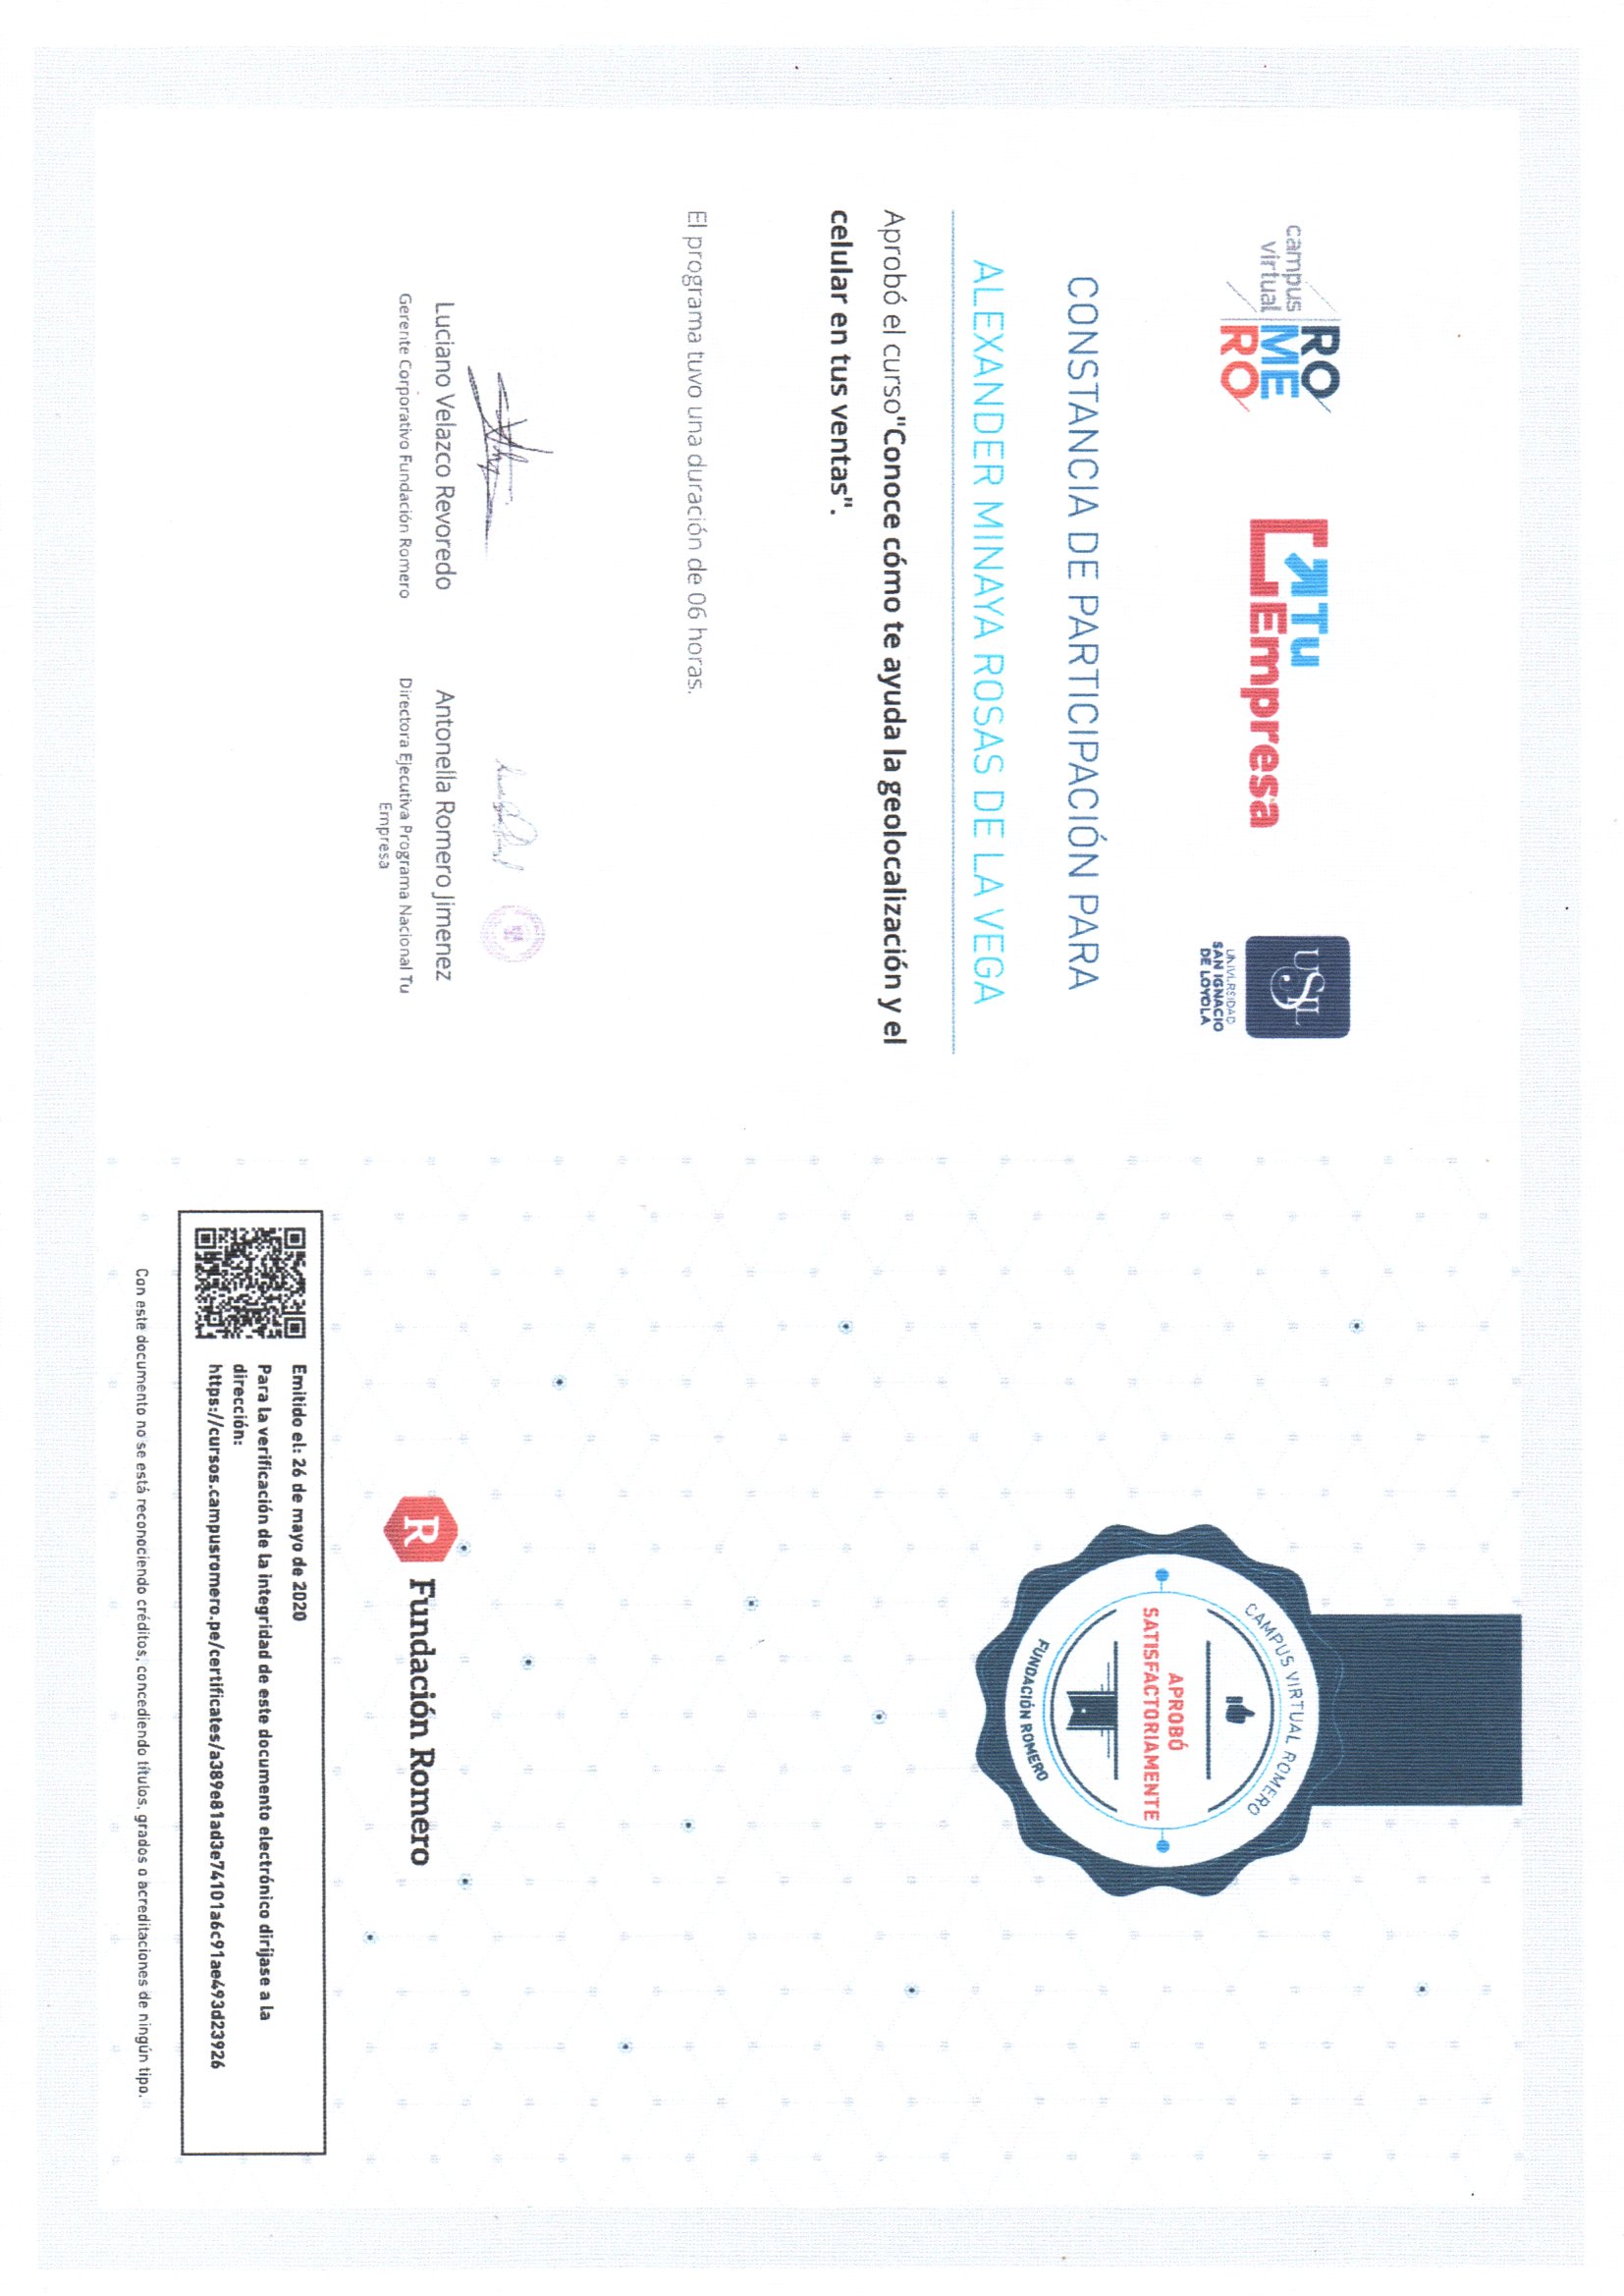 campus
virtual
RO
ME
RO
Tu
Empresa
USIL
UNIVERSIDAD
SAN IGNACIO
DE LOYOLA
CONSTANCIA DE PARTICIPACIÓN PARA
ALEXANDER MINAYA ROSAS DE LA VEGA
Aprobó el curso"Conoce cómo te ayuda la geolocalización y el
celular en tus ventas".
El programa tuvo una duración de 06 horas.
Luciano Velazco Revoredo
Gerente Corporativo Fundación Romero
Antonella Romero Jimenez
Directora Ejecutiva Programa Nacional Tu
Empresa
CAMPUS VIRTUAL ROMERO
APROBÓ
SATISFACTORIAMENTE
FUNDACIÓN ROMERO
R Fundación Romero
Emitido el: 26 de mayo de 2020
Para la verificación de la integridad de este documento electrónico diríjase a la
dirección:
https://cursos.campusromero.pe/certificates/a389e81ad3e74101a6c91ae493d23926
Con este documento no se está reconociendo créditos, concediendo títulos, grados o acreditaciones de ningún tipo.